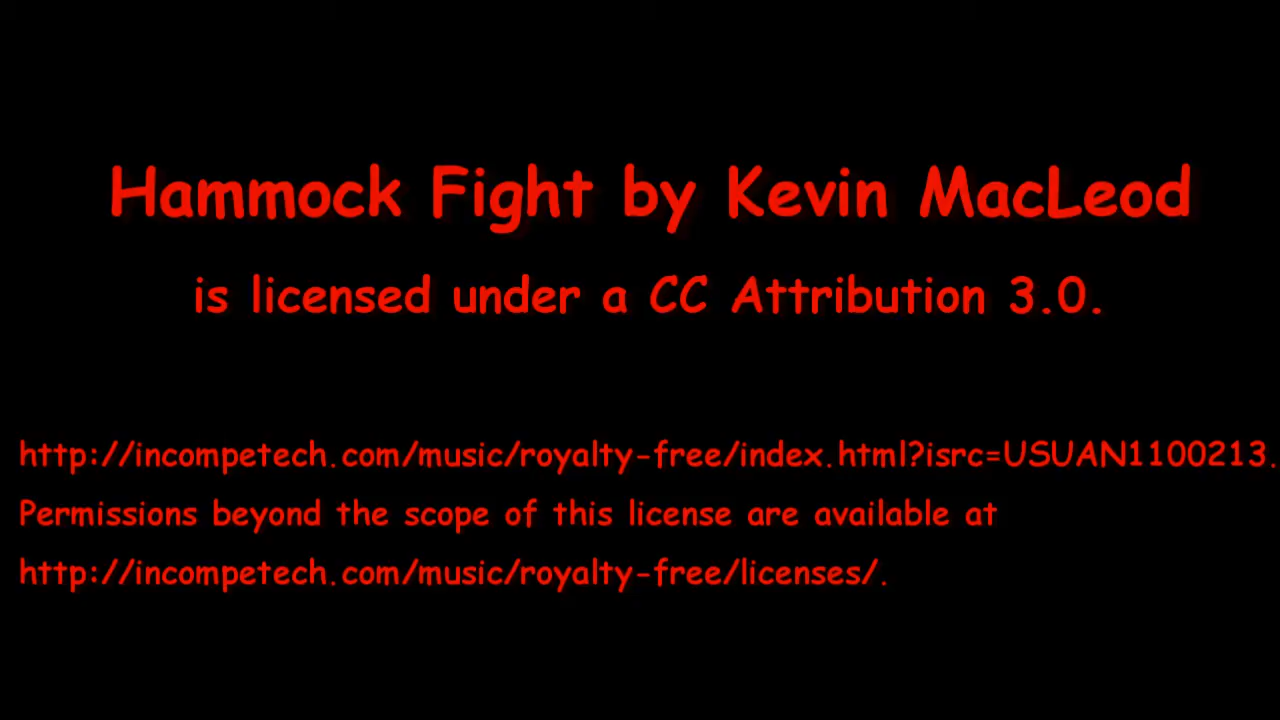 Hammock Fight by Kevin MacLeod
is licensed under a CC Attribution 3.0.
http://incompetech.com/music/royalty-free/index.html?isrc=USUAN1100213.
Permissions beyond the scope of this license are available at
http://incompetech.com/music/royalty-free/licenses/.